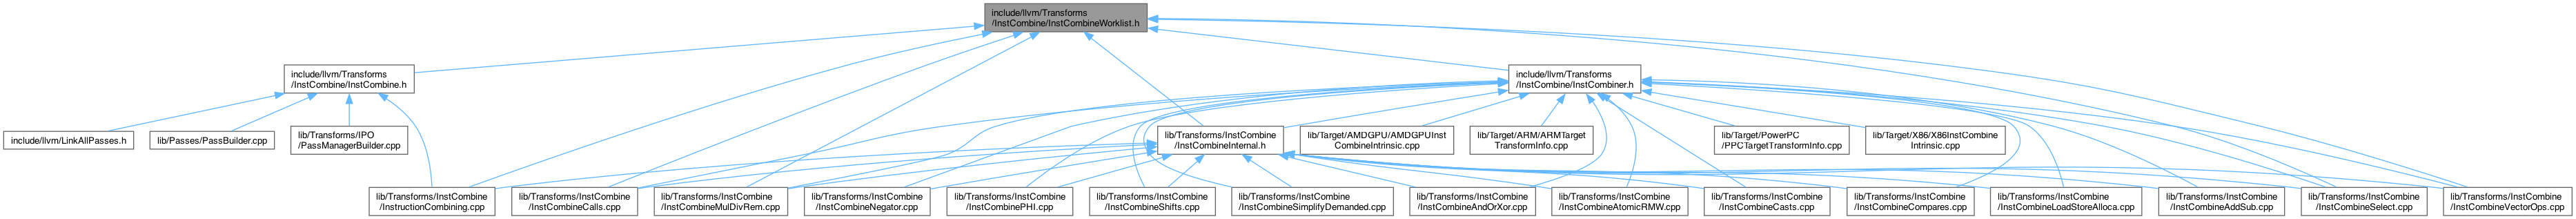 include/llvm/Transforms
/InstCombine/InstCombineWorklist.h
include/llvm/Transforms
/InstCombine/InstCombine.h
include/llvm/Transforms
/InstCombine/InstCombiner.h
include/llvm/LinkAllPasses.h
lib/Passes/PassBuilder.cpp
lib/Transforms/IPO
/PassManagerBuilder.cpp
lib/Transforms/InstCombine
/InstCombineInternal.h
lib/Target/AMDGPU/AMDGPUInst
CombineIntrinsic.cpp
lib/Target/ARM/ARMTarget
TransformInfo.cpp
lib/Target/PowerPC
/PPCTargetTransformInfo.cpp
lib/Target/X86/X86InstCombine
Intrinsic.cpp
lib/Transforms/InstCombine
/InstructionCombining.cpp
lib/Transforms/InstCombine
/InstCombineCalls.cpp
lib/Transforms/InstCombine
/InstCombineMulDivRem.cpp
lib/Transforms/InstCombine
/InstCombineNegator.cpp
lib/Transforms/InstCombine
/InstCombinePHI.cpp
lib/Transforms/InstCombine
/InstCombineShifts.cpp
lib/Transforms/InstCombine
/InstCombineSimplifyDemanded.cpp
lib/Transforms/InstCombine
/InstCombineAndOrXor.cpp
lib/Transforms/InstCombine
/InstCombineAtomicRMW.cpp
lib/Transforms/InstCombine
/InstCombineCasts.cpp
lib/Transforms/InstCombine
/InstCombineCompares.cpp
lib/Transforms/InstCombine
/InstCombineLoadStoreAlloca.cpp
lib/Transforms/InstCombine
/InstCombineAddSub.cpp
lib/Transforms/InstCombine
/InstCombineSelect.cpp
lib/Transforms/InstCombine
/InstCombineVectorOps.cpp